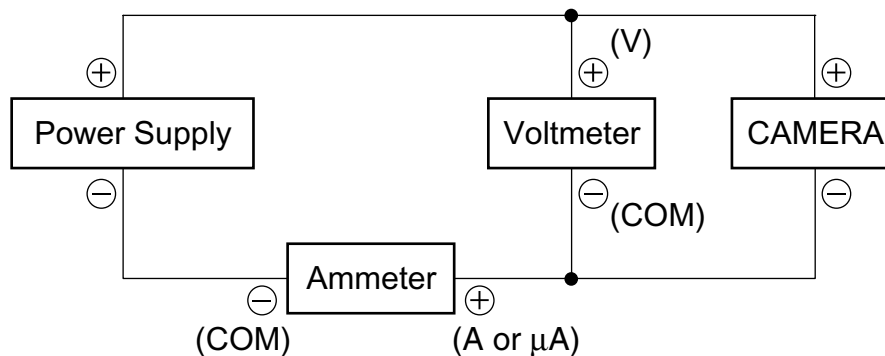 (V)
⊕ ⊕ ⊕
Power Supply Voltmeter CAMERA
⊖ ⊖ ⊖
(COM)
Ammeter
⊖ ⊕
(COM) (A or μA)